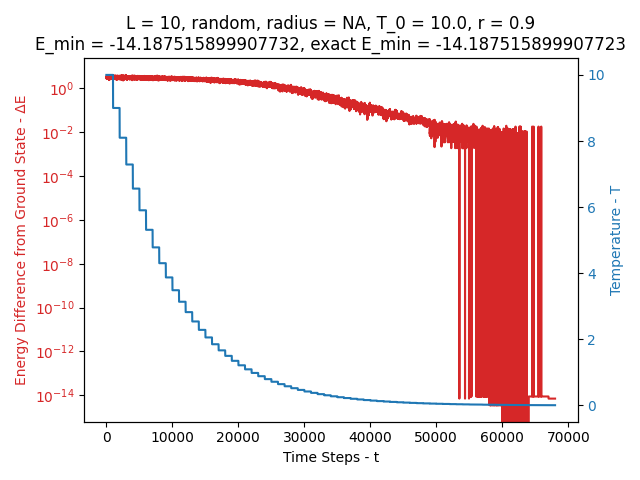 L = 10, random, radius = NA, T_0 = 10.0, r = 0.9
E_min = -14.187515899907732, exact E_min = -14.187515899907723
Energy Difference from Ground State - ΔE
10⁰
10⁻²
10⁻⁴
10⁻⁶
10⁻⁸
10⁻¹⁰
10⁻¹²
10⁻¹⁴
10
8
6
4
2
0
Temperature - T
0 10000 20000 30000 40000 50000 60000 70000
Time Steps - t